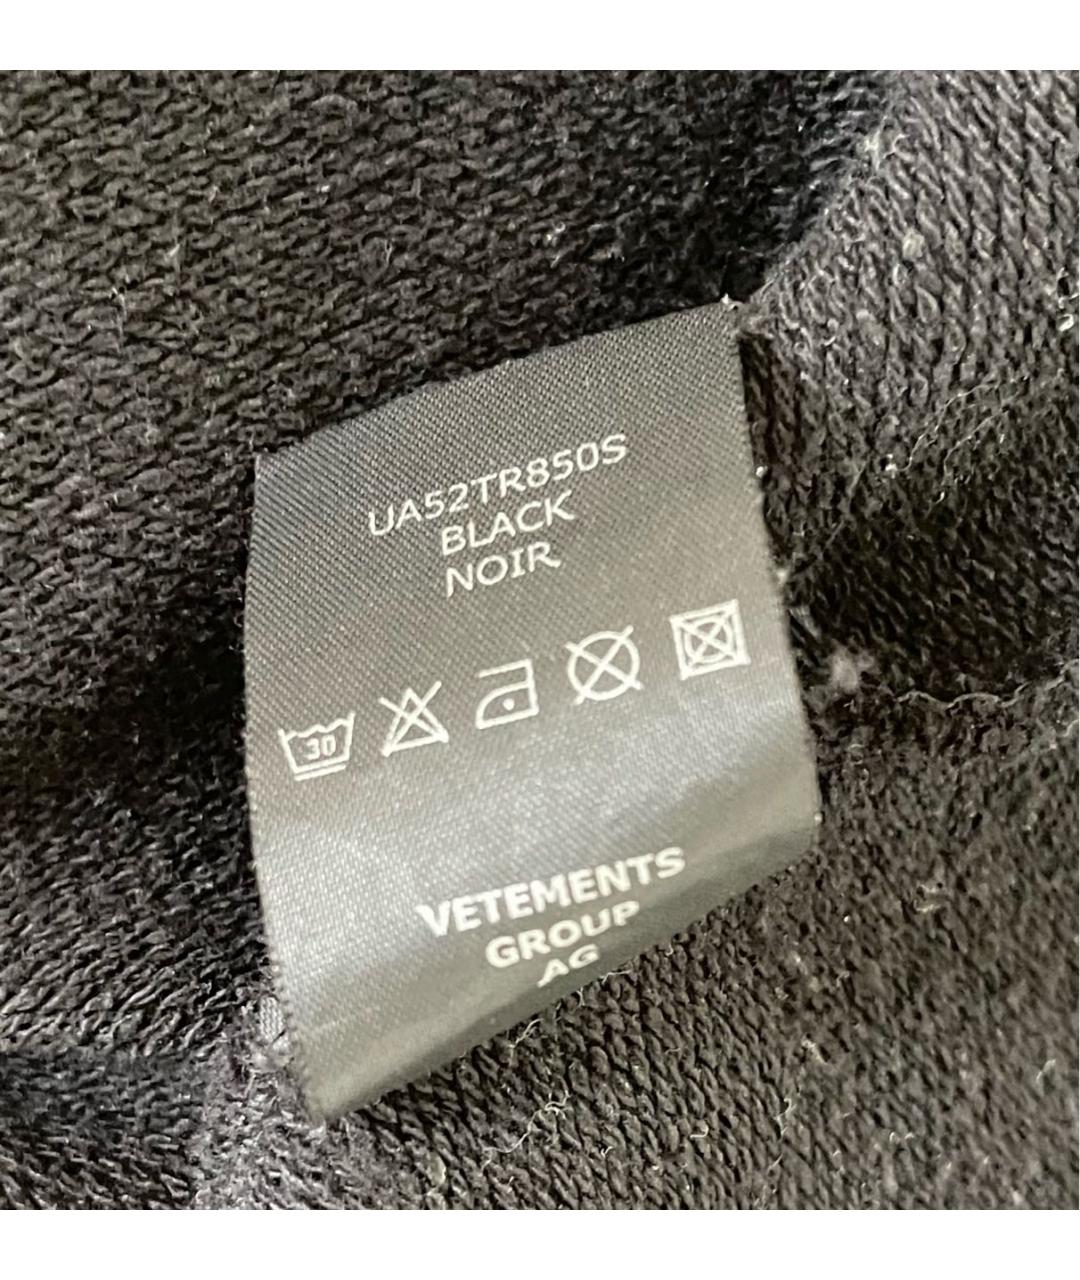 UA52TR850S
BLACK
NOIR
30
VETEMENTS
GROUP
AG